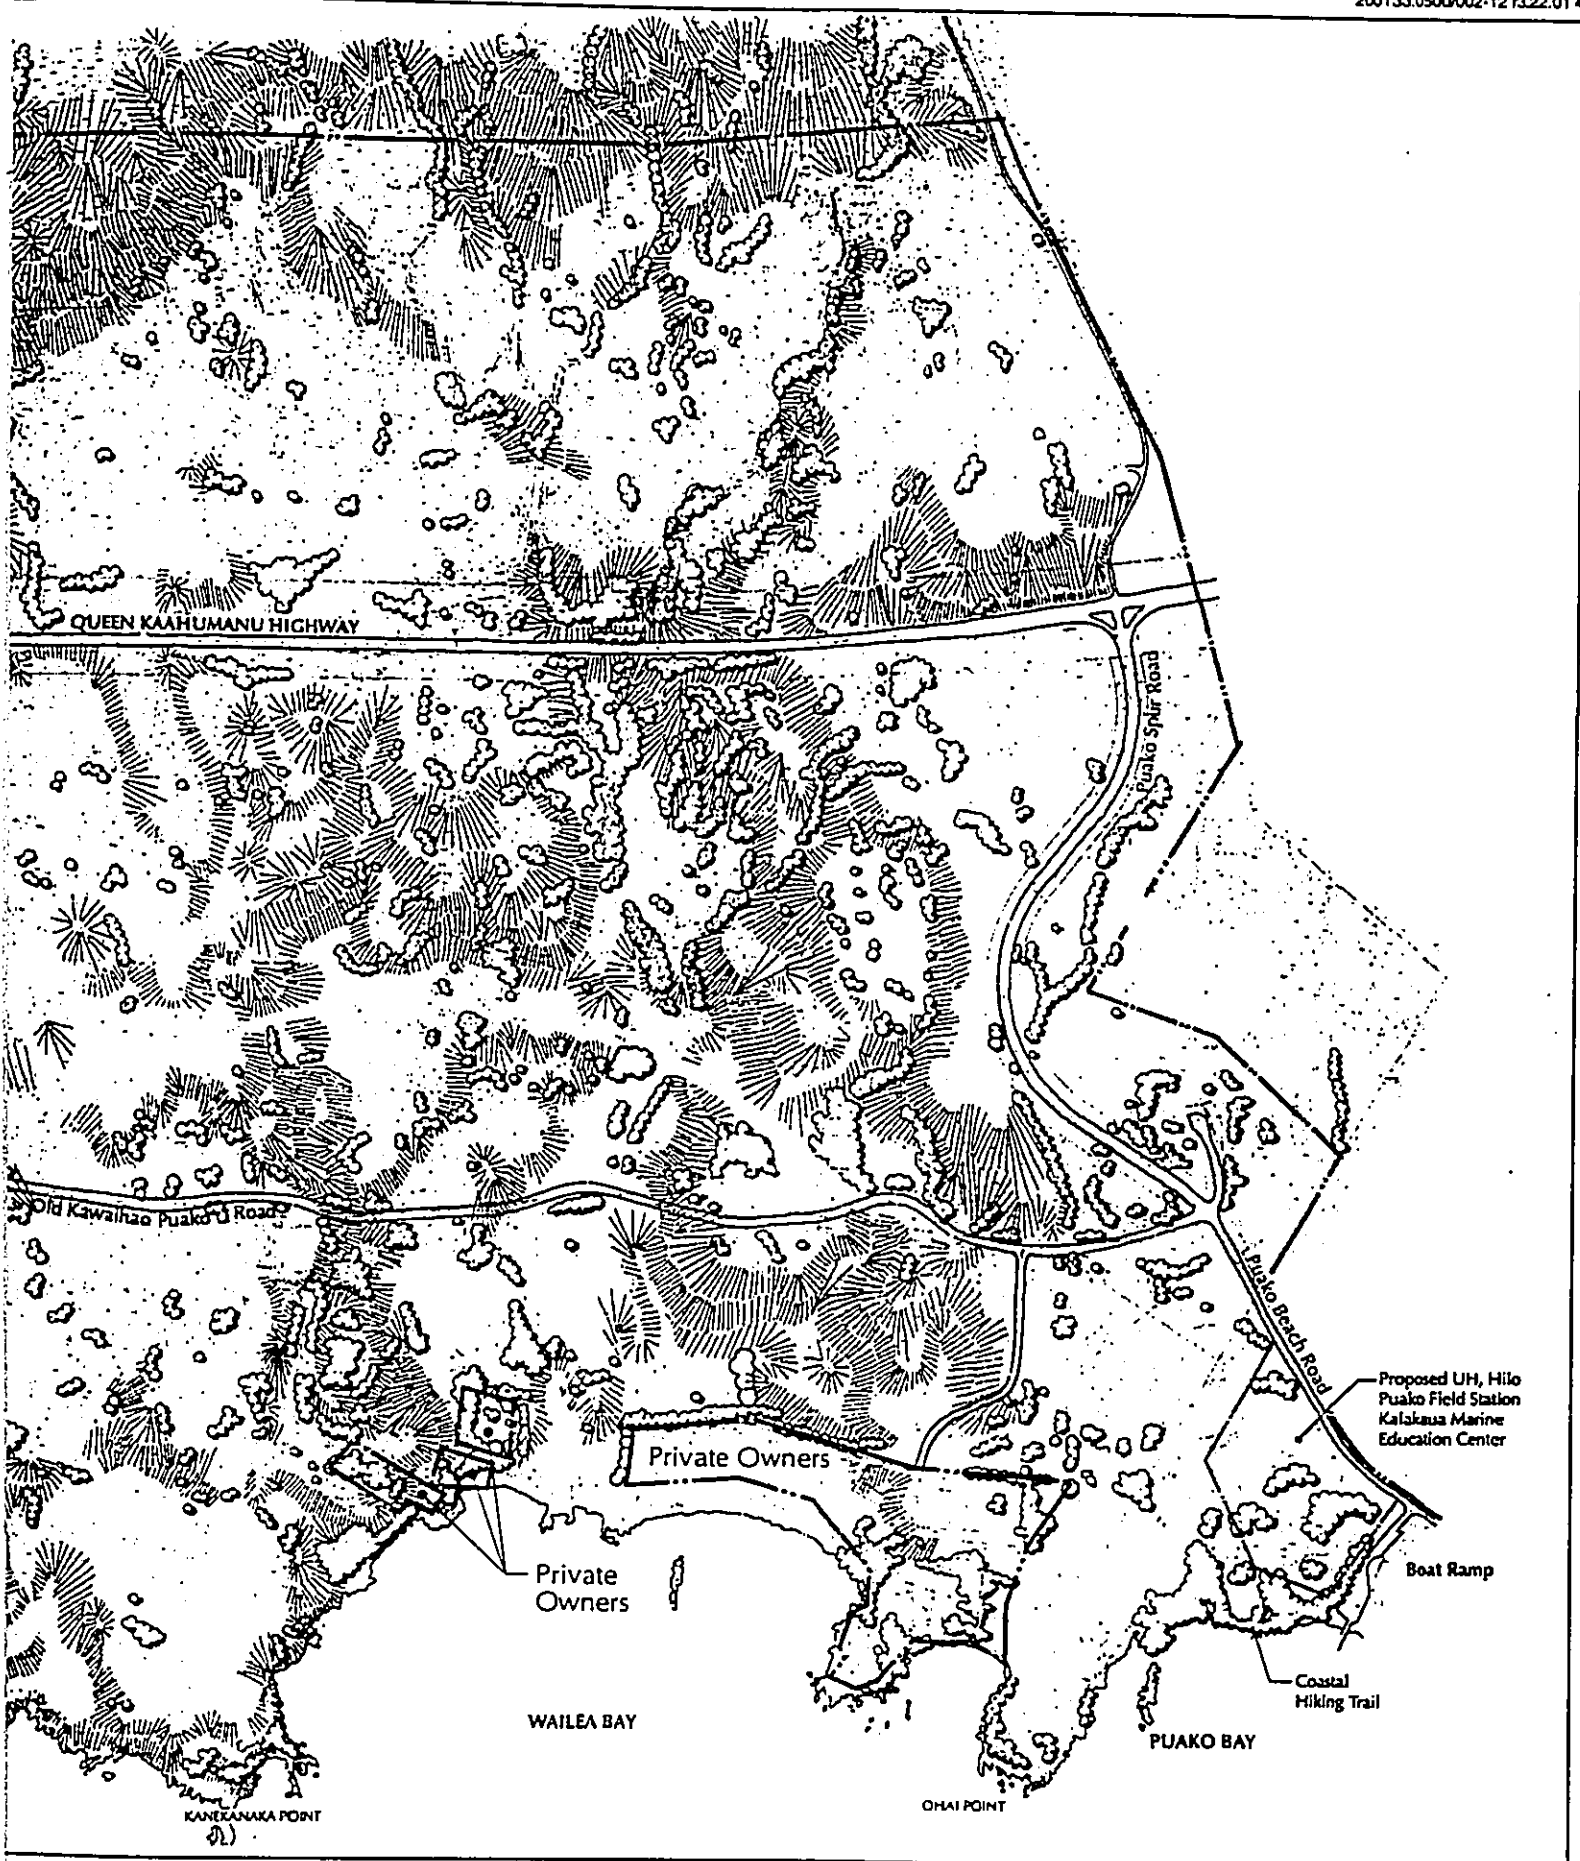 QUEEN KAAHUMANU HIGHWAY
Puako Spur Road
Old Kawaihao Puako Road
Puako Beach Road
Proposed UH, Hilo
Puako Field Station
Kalakaua Marine
Education Center
Private Owners
Private
Owners
Boat Ramp
Coastal
Hiking Trail
WAILEA BAY
PUAKO BAY
KANEKANAKA POINT
OHAI POINT